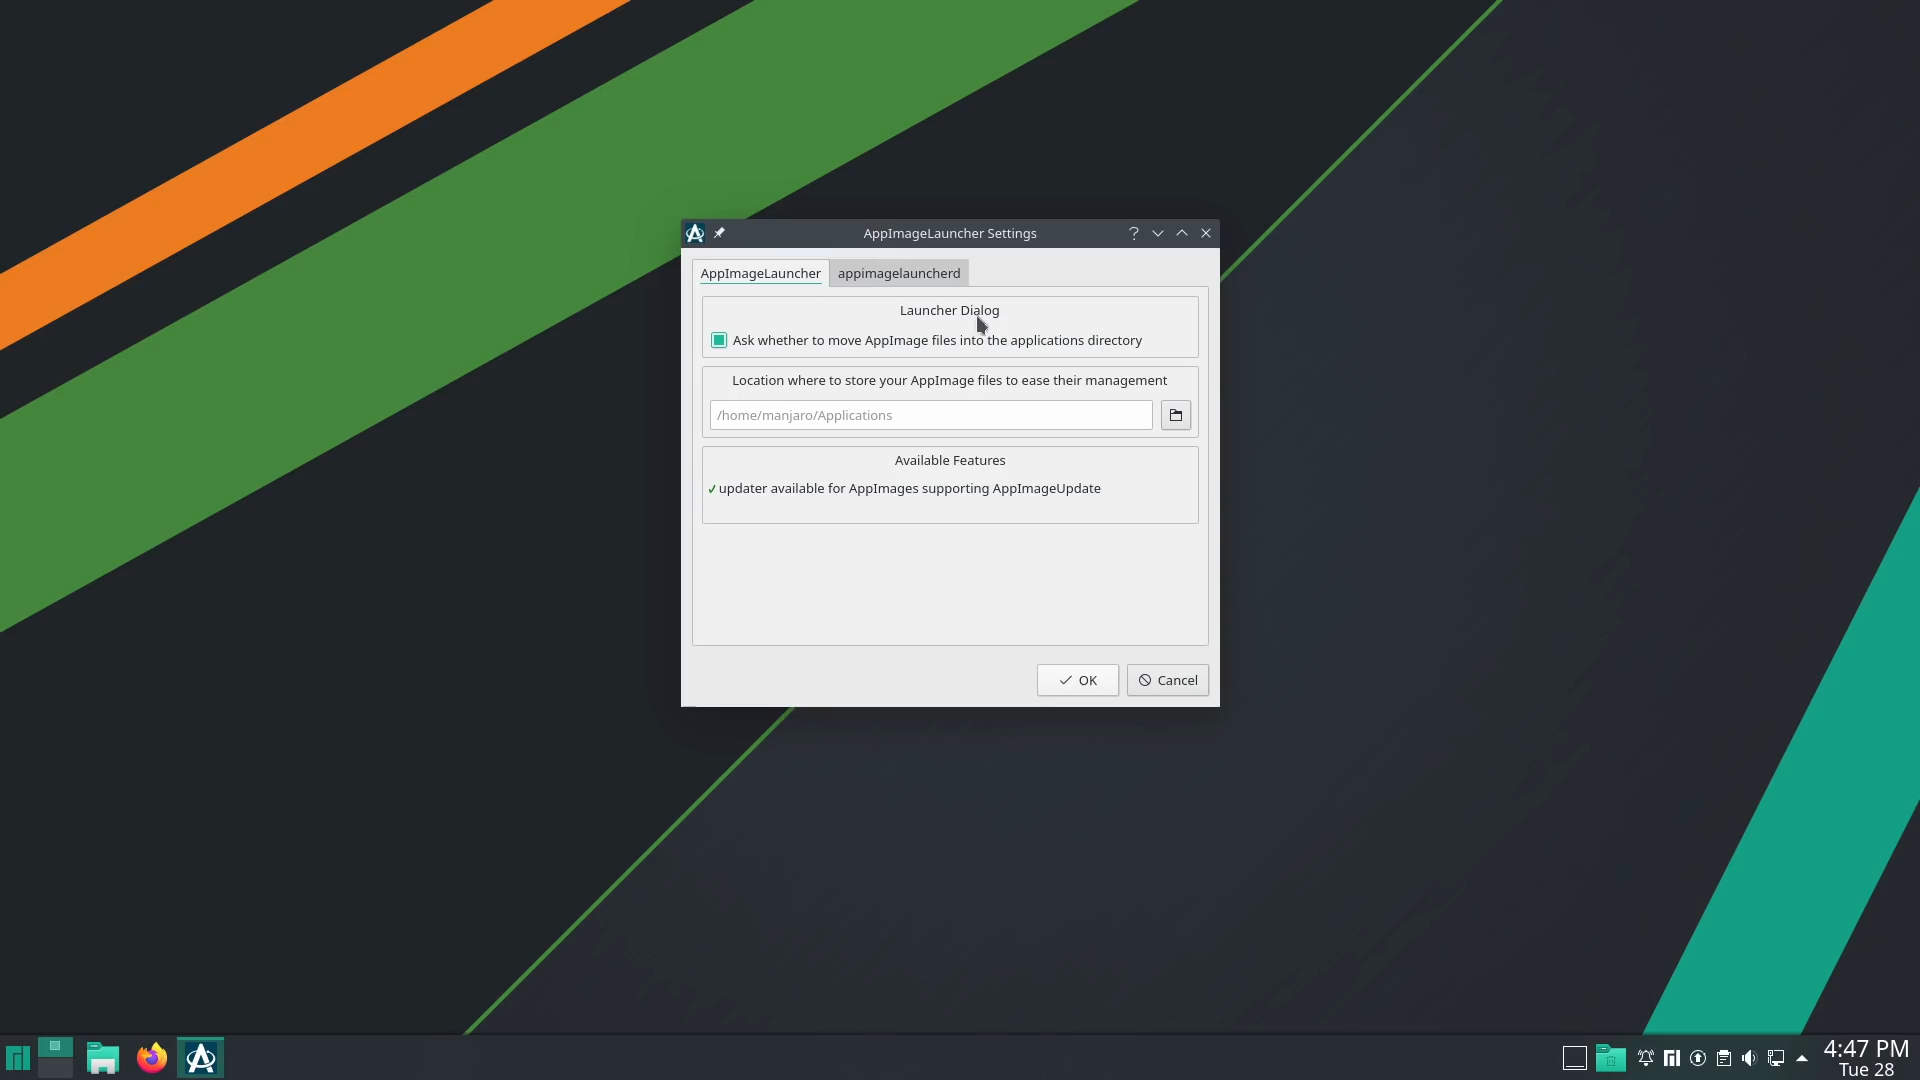 AppImageLauncher Settings
AppImageLauncher
appimagelauncherd
Launcher Dialog
Ask whether to move AppImage files into the applications directory
Location where to store your AppImage files to ease their management
/home/manjaro/Applications
Available Features
✓ updater available for AppImages supporting AppImageUpdate
OK
Cancel
4:47 PM
Tue 28